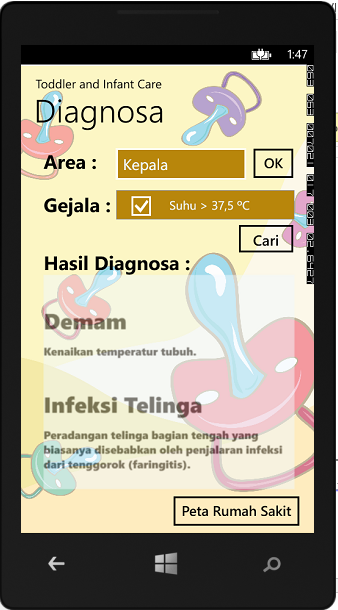 1:47
Toddler and Infant Care
Diagnosa
Area :
Kepala
OK
Gejala :
Suhu > 37,5 ºC
Cari
Hasil Diagnosa :
Demam
Kenaikan temperatur tubuh.
Infeksi Telinga
Peradangan telinga bagian tengah yang
biasanya disebabkan oleh penjalaran infeksi
dari tenggorok (faringitis).
Peta Rumah Sakit